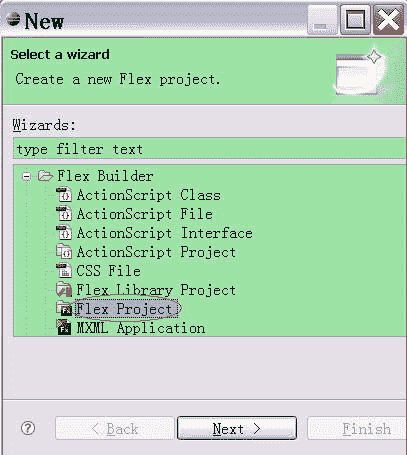 New
Select a wizard
Create a new Flex project.
Wizards:
type filter text
Flex Builder
ActionScript Class
ActionScript File
ActionScript Interface
ActionScript Project
CSS File
Flex Library Project
Flex Project
MXML Application
< Back Next > Finish